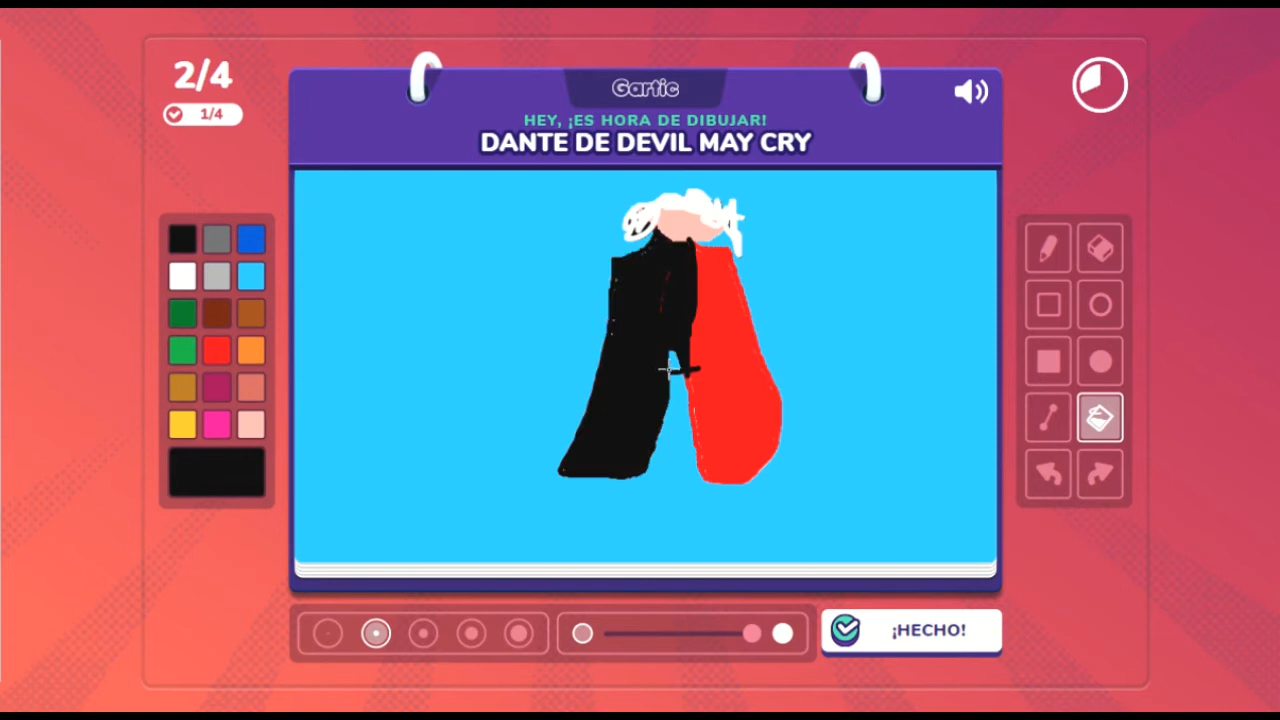 2/4
1/4
Gartic
HEY, ¡ES HORA DE DIBUJAR!
DANTE DE DEVIL MAY CRY
¡HECHO!